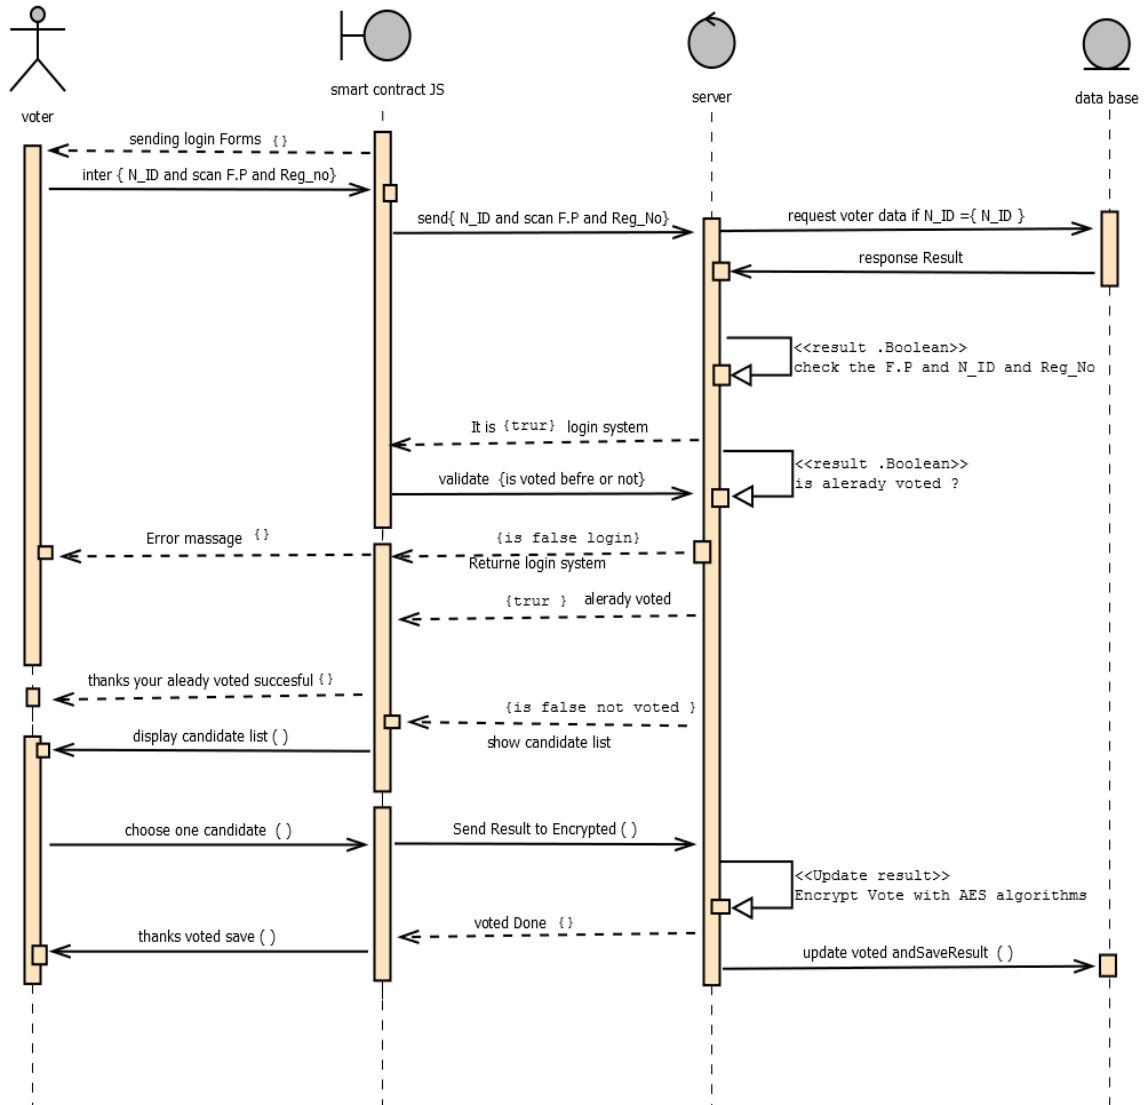 smart contract JS
server
data base
voter
sending login Forms {}
inter { N_ID and scan F.P and Reg_no}
send{ N_ID and scan F.P and Reg_No}
request voter data if N_ID ={ N_ID }
response Result
<<result .Boolean>>
check the F.P and N_ID and Reg_No
It is {trur} login system
<<result .Boolean>>
is alerady voted ?
validate {is voted befre or not}
Error massage {}
{is false login}
Returne login system
{trur } alerady voted
thanks your aleady voted succesful {}
{is false not voted }
show candidate list
display candidate list ( )
choose one candidate ( )
Send Result to Encrypted ( )
<<Update result>>
Encrypt Vote with AES algorithms
voted Done {}
thanks voted save ( )
update voted andSaveResult ( )